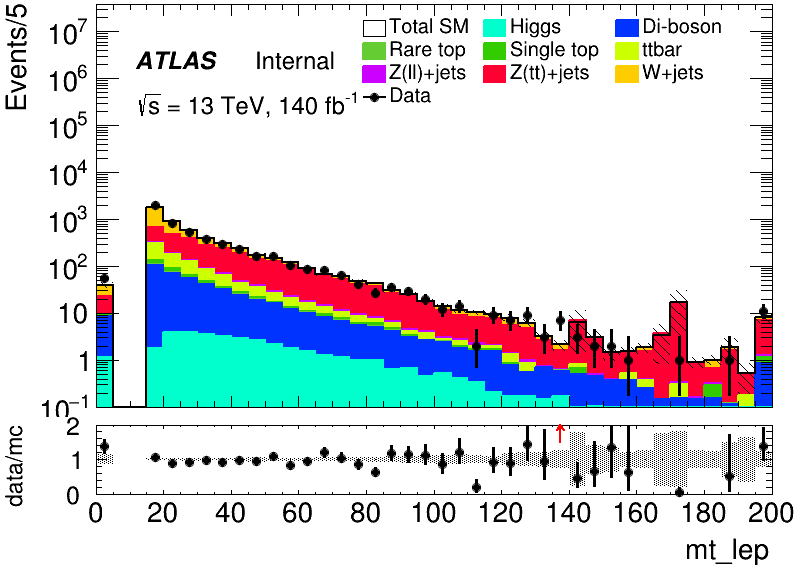 Events/5
10⁷
10⁶
10⁵
10⁴
10³
10²
10
1
10⁻¹
Total SM Higgs Di-boson
Rare top Single top ttbar
Z(ll)+jets Z(tt)+jets W+jets
Data
ATLAS Internal
√s = 13 TeV, 140 fb⁻¹
data/mc
2
1
0
0 20 40 60 80 100 120 140 160 180 200
mt_lep